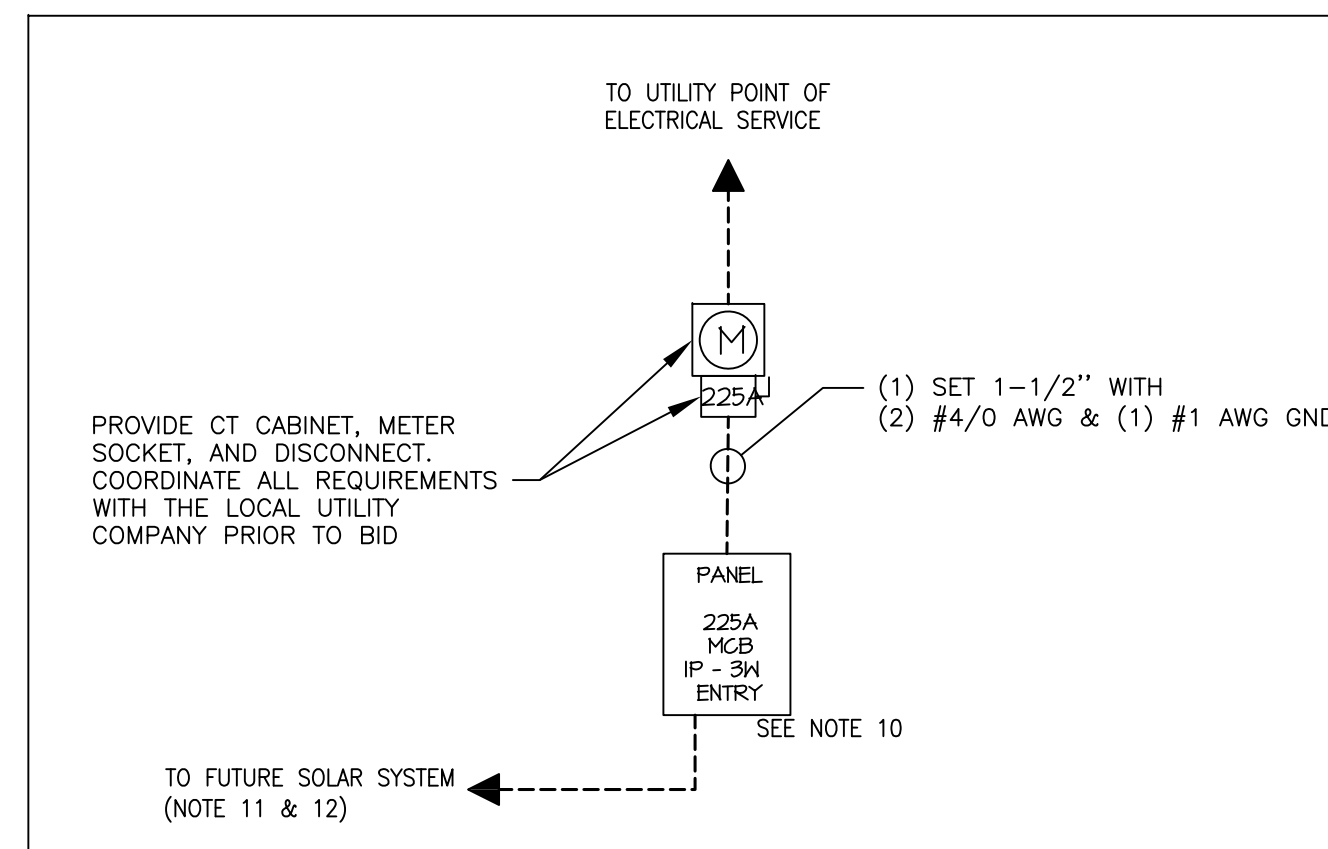 TO UTILITY POINT OF
ELECTRICAL SERVICE
M
225A
(1) SET 1-1/2'' WITH
(2) #4/0 AWG & (1) #1 AWG GND
PROVIDE CT CABINET, METER
SOCKET, AND DISCONNECT.
COORDINATE ALL REQUIREMENTS
WITH THE LOCAL UTILITY
COMPANY PRIOR TO BID
PANEL
225A
MCB
1P - 3W
ENTRY
SEE NOTE 10
TO FUTURE SOLAR SYSTEM
(NOTE 11 & 12)